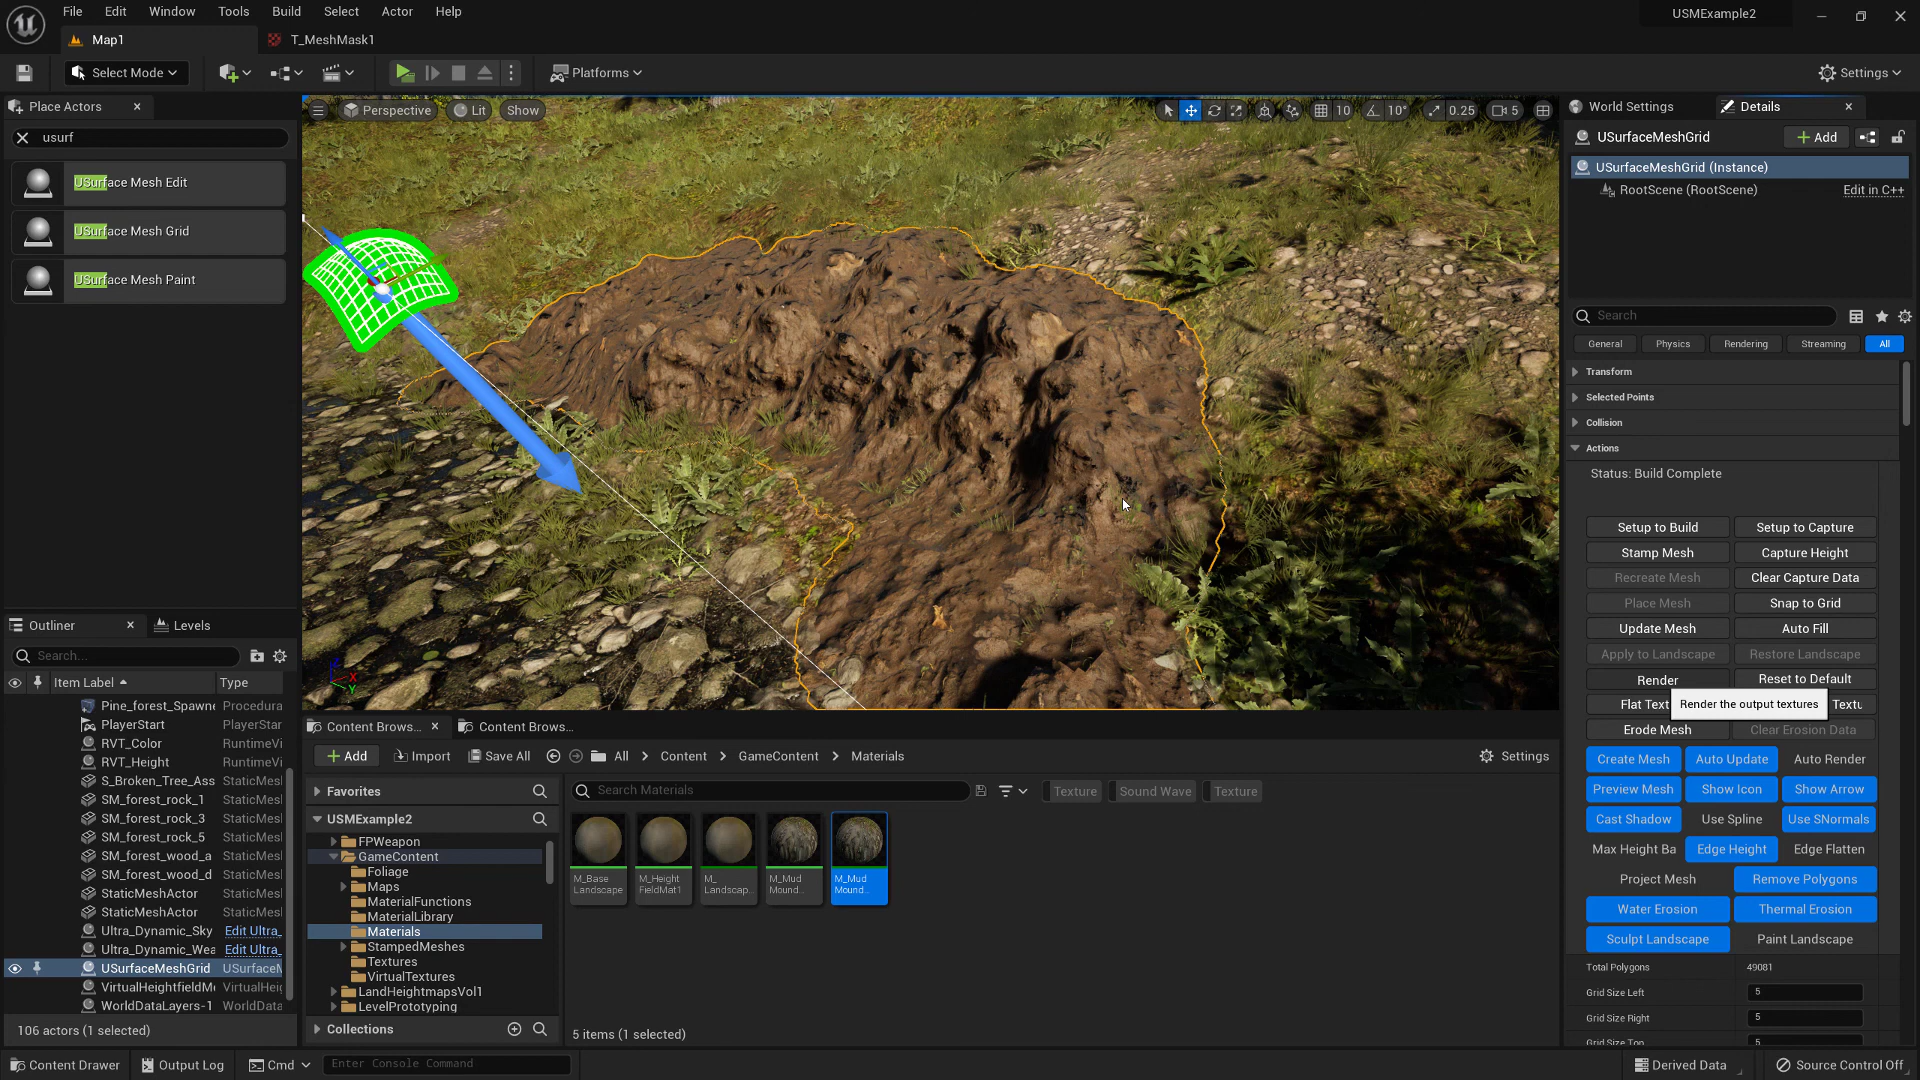 File Edit Window Tools Build Select Actor Help
USMExample2
Map1
T_MeshMask1
Select Mode
Platforms
Settings
Place Actors
usurf
USurface Mesh Edit
USurface Mesh Grid
USurface Mesh Paint
Perspective
Lit
Show
10
10°
0.25
5
X
Y
Outliner
Levels
Search...
Item Label
Type
Pine_forest_Spawne
Procedura
PlayerStart
PlayerStar
RVT_Color
RuntimeVi
RVT_Height
RuntimeVi
S_Broken_Tree_Ass
StaticMes
SM_forest_rock_1
StaticMes
SM_forest_rock_3
StaticMes
SM_forest_rock_5
StaticMes
SM_forest_wood_a
StaticMes
SM_forest_wood_d
StaticMes
StaticMeshActor
StaticMes
StaticMeshActor
StaticMes
Ultra_Dynamic_Sky
Edit Ultra_
Ultra_Dynamic_Wea
Edit Ultra_
USurfaceMeshGrid
USurfaceM
VirtualHeightfieldMe
VirtualHeig
WorldDataLayers-1
WorldData
106 actors (1 selected)
Content Brows...
Content Brows...
Add
Import
Save All
All
Content
GameContent
Materials
Settings
Favorites
USMExample2
FPWeapon
GameContent
Foliage
Maps
MaterialFunctions
MaterialLibrary
Materials
StampedMeshes
Textures
VirtualTextures
LandHeightmapsVol1
LevelPrototyping
Collections
Search Materials
Texture
Sound Wave
Texture
M_Base
Landscape
M_Height
FieldMat1
M_
Landscap...
M_Mud
Mound...
M_Mud
Mound...
5 items (1 selected)
World Settings
Details
USurfaceMeshGrid
Add
USurfaceMeshGrid (Instance)
RootScene (RootScene)
Edit in C++
Search
General
Physics
Rendering
Streaming
All
Transform
Selected Points
Collision
Actions
Status: Build Complete
Setup to Build
Setup to Capture
Stamp Mesh
Capture Height
Recreate Mesh
Clear Capture Data
Place Mesh
Snap to Grid
Update Mesh
Auto Fill
Apply to Landscape
Restore Landscape
Render
Reset to Default
Flat Text
Render the output textures
Textu
Erode Mesh
Clear Erosion Data
Create Mesh
Auto Update
Auto Render
Preview Mesh
Show Icon
Show Arrow
Cast Shadow
Use Spline
Use SNormals
Max Height Ba
Edge Height
Edge Flatten
Project Mesh
Remove Polygons
Water Erosion
Thermal Erosion
Sculpt Landscape
Paint Landscape
Total Polygons
49081
Grid Size Left
5
Grid Size Right
5
Grid Size Top
5
Content Drawer
Output Log
Cmd
Enter Console Command
Derived Data
Source Control Off